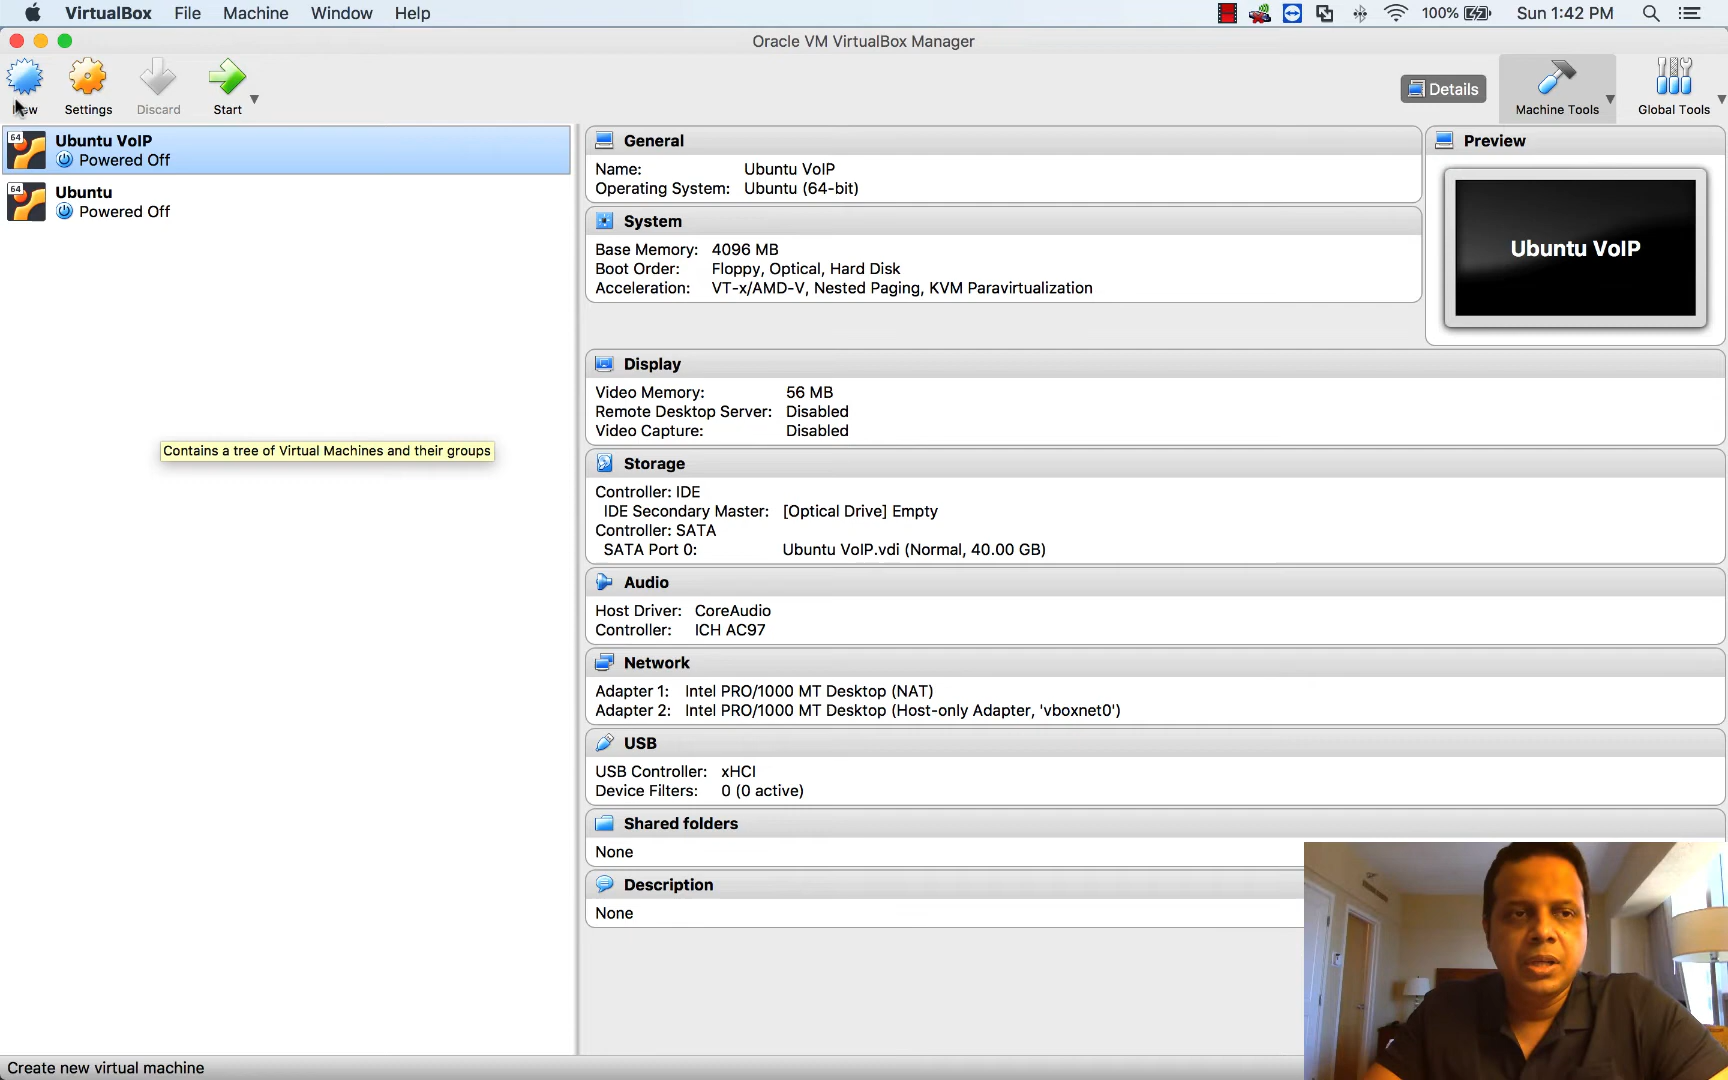 VirtualBox File Machine Window Help 100% Sun 1:42 PM
Oracle VM VirtualBox Manager
Settings Discard Start Details Machine Tools Global Tools
64 Ubuntu VoIP
Powered Off
64 Ubuntu
Powered Off
Contains a tree of Virtual Machines and their groups
General
Name: Ubuntu VoIP
Operating System: Ubuntu (64-bit)
System
Base Memory: 4096 MB
Boot Order: Floppy, Optical, Hard Disk
Acceleration: VT-x/AMD-V, Nested Paging, KVM Paravirtualization
Preview
Ubuntu VoIP
Display
Video Memory: 56 MB
Remote Desktop Server: Disabled
Video Capture: Disabled
Storage
Controller: IDE
IDE Secondary Master: [Optical Drive] Empty
Controller: SATA
SATA Port 0: Ubuntu VoIP.vdi (Normal, 40.00 GB)
Audio
Host Driver: CoreAudio
Controller: ICH AC97
Network
Adapter 1: Intel PRO/1000 MT Desktop (NAT)
Adapter 2: Intel PRO/1000 MT Desktop (Host-only Adapter, 'vboxnet0')
USB
USB Controller: xHCI
Device Filters: 0 (0 active)
Shared folders
None
Description
None
Create new virtual machine